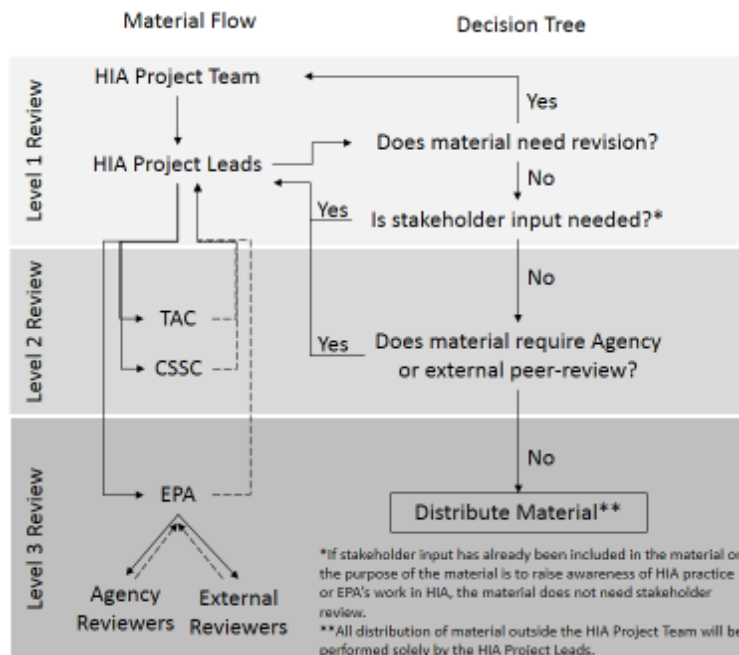 Material Flow
Decision Tree
Level 1 Review
HIA Project Team
Yes
HIA Project Leads
Does material need revision?
No
Yes
Is stakeholder input needed?*
Level 2 Review
No
TAC
CSSC
Yes
Does material require Agency
or external peer-review?
Level 3 Review
No
EPA
Distribute Material**
Agency
Reviewers
External
Reviewers
*If stakeholder input has already been included in the material or
the purpose of the material is to raise awareness of HIA practice
or EPA's work in HIA, the material does not need stakeholder
review.
**All distribution of material outside the HIA Project Team will be
performed solely by the HIA Project Leads.